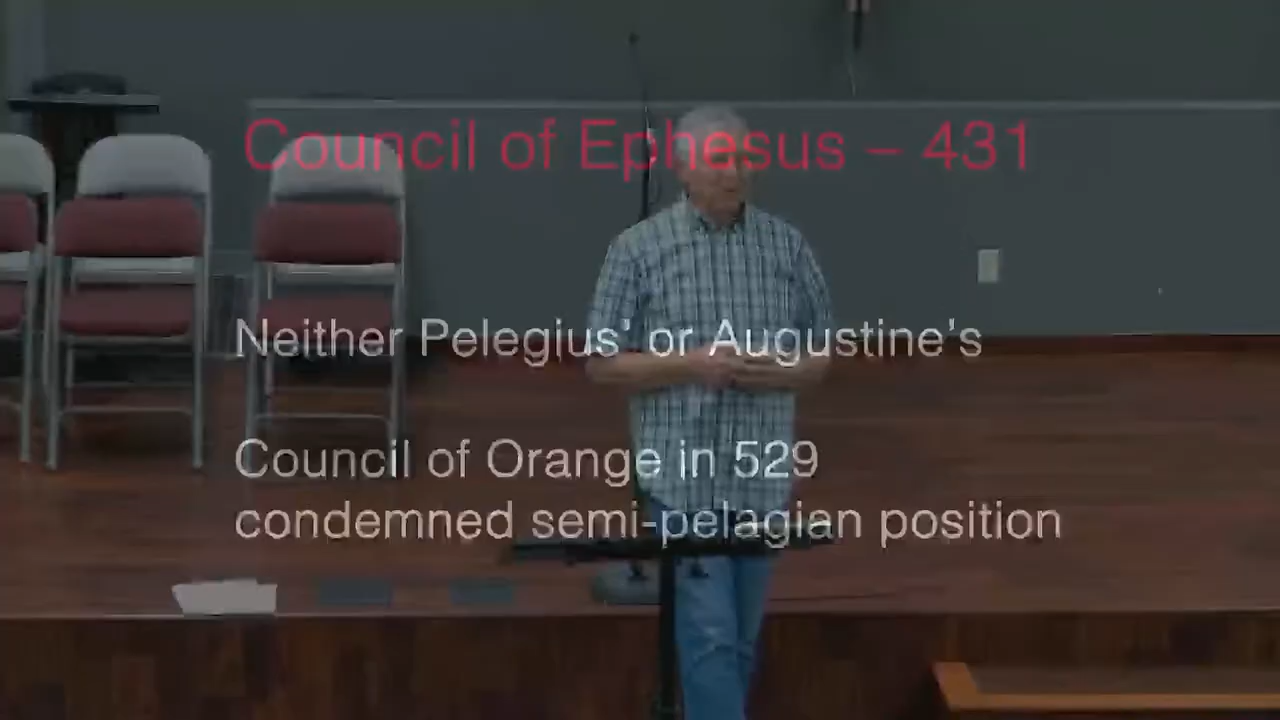 Council of Ephesus – 431
Neither Pelegius' or Augustine's
Council of Orange in 529
condemned semi-pelagian position